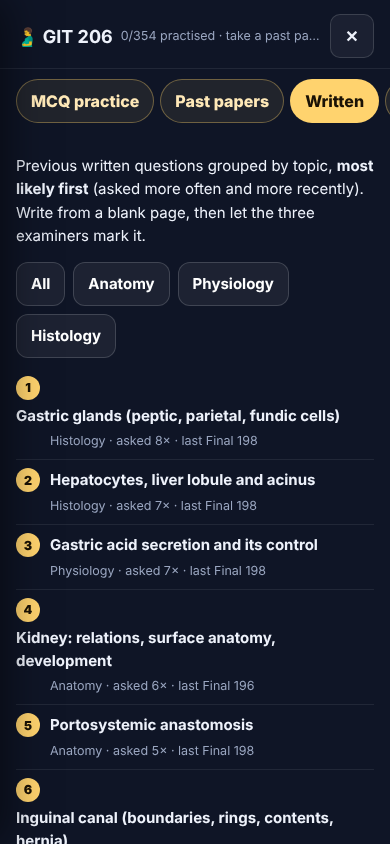 GIT 206 0/354 practised · take a past pa...
MCQ practice Past papers Written
Previous written questions grouped by topic, most
likely first (asked more often and more recently).
Write from a blank page, then let the three
examiners mark it.
All Anatomy Physiology
Histology
1
Gastric glands (peptic, parietal, fundic cells)
Histology · asked 8× · last Final 198
2 Hepatocytes, liver lobule and acinus
Histology · asked 7× · last Final 198
3 Gastric acid secretion and its control
Physiology · asked 7× · last Final 198
4
Kidney: relations, surface anatomy,
development
Anatomy · asked 6× · last Final 196
5 Portosystemic anastomosis
Anatomy · asked 5× · last Final 198
6
Inguinal canal (boundaries, rings, contents,
hernia)